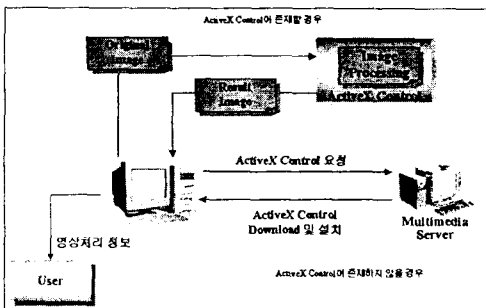 ActiveX Control이 존재할 경우
Original
Image
Image
Processing
ActiveX Control
Result
Image
ActiveX Control 요청
ActiveX Control
Download 및 설치
Multimedia
Server
영상처리 정보
User
ActiveX Control이 존재하지 않을 경우